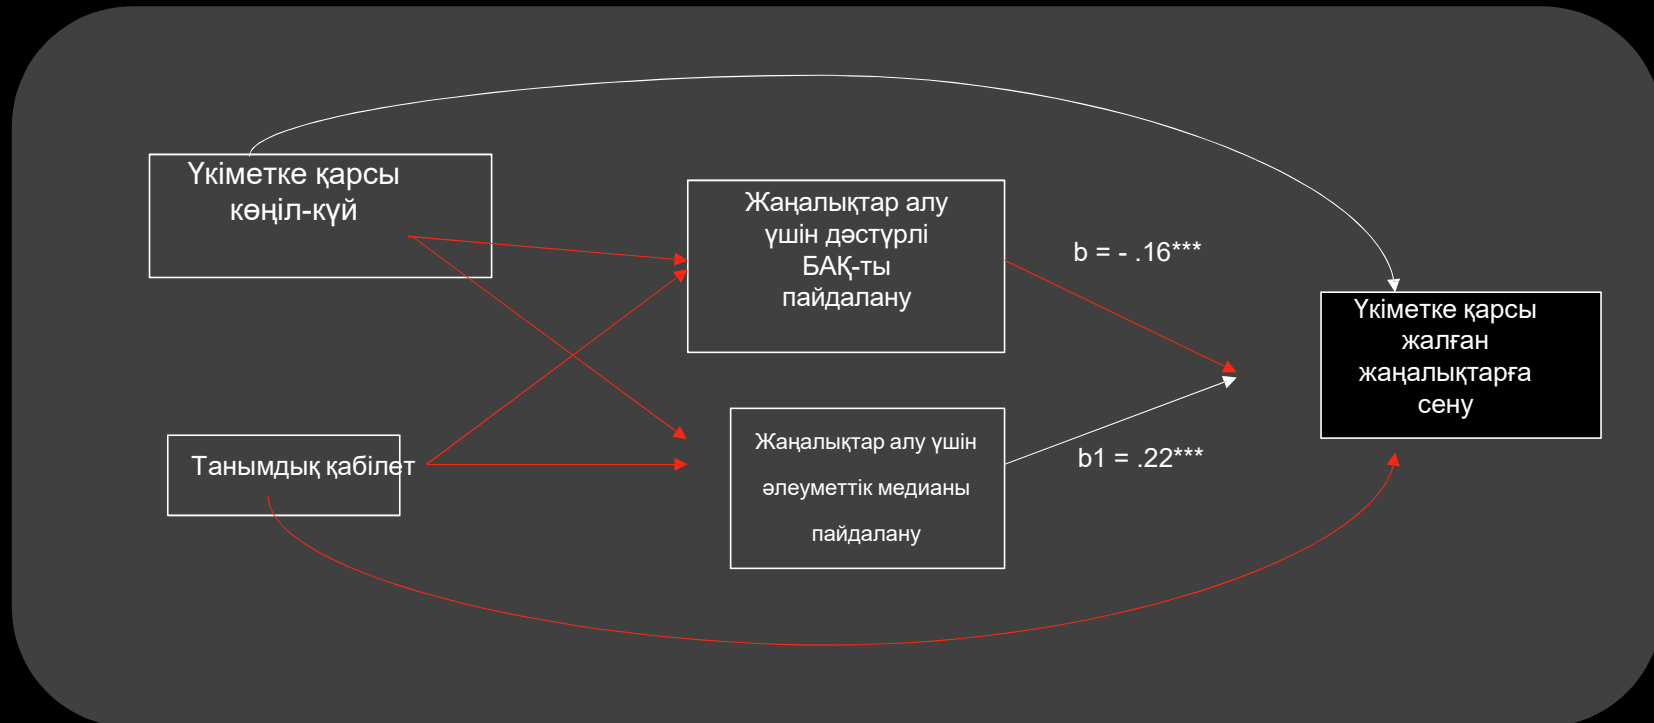 Үкіметке қарсы
көңіл-күй
Жаңалықтар алу
үшін дәстүрлі
БАҚ-ты
пайдалану
b = - .16***
Үкіметке қарсы
жалған
жаңалықтарға
сену
Танымдық қабілет
Жаңалықтар алу үшін
әлеуметтік медианы
пайдалану
b1 = .22***